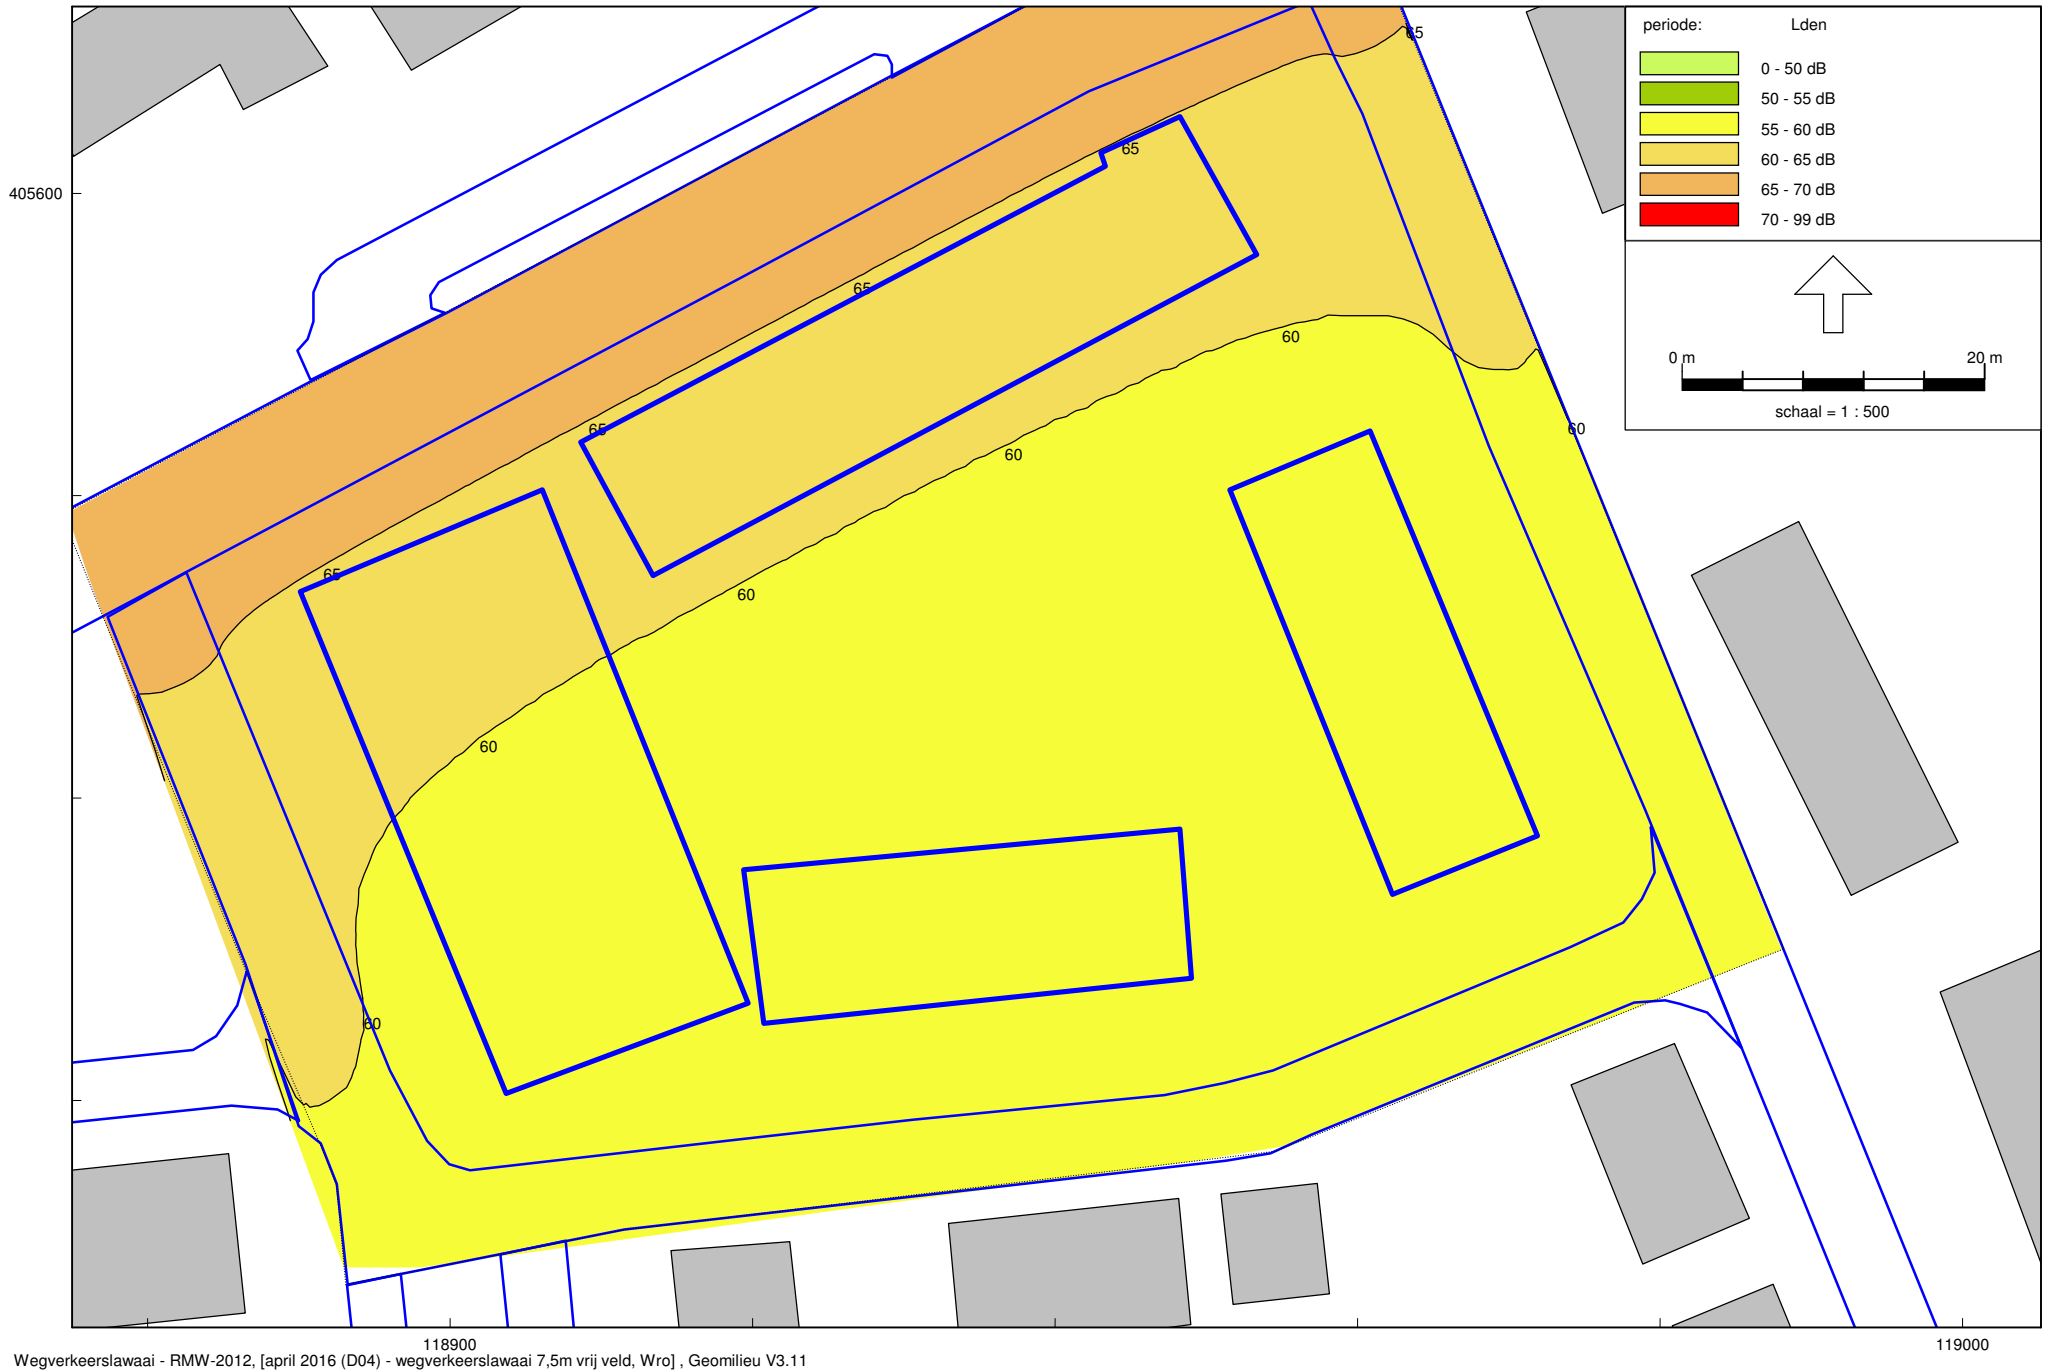 periode: Lden
0 - 50 dB
50 - 55 dB
55 - 60 dB
60 - 65 dB
65 - 70 dB
70 - 99 dB
0 m 20 m
schaal = 1 : 500
65
65
405600
65
60
65
60
60
65
60
60
60
118900 119000
Wegverkeerslawaai - RMW-2012, [april 2016 (D04) - wegverkeerslawaai 7,5m vrij veld, Wro] , Geomilieu V3.11